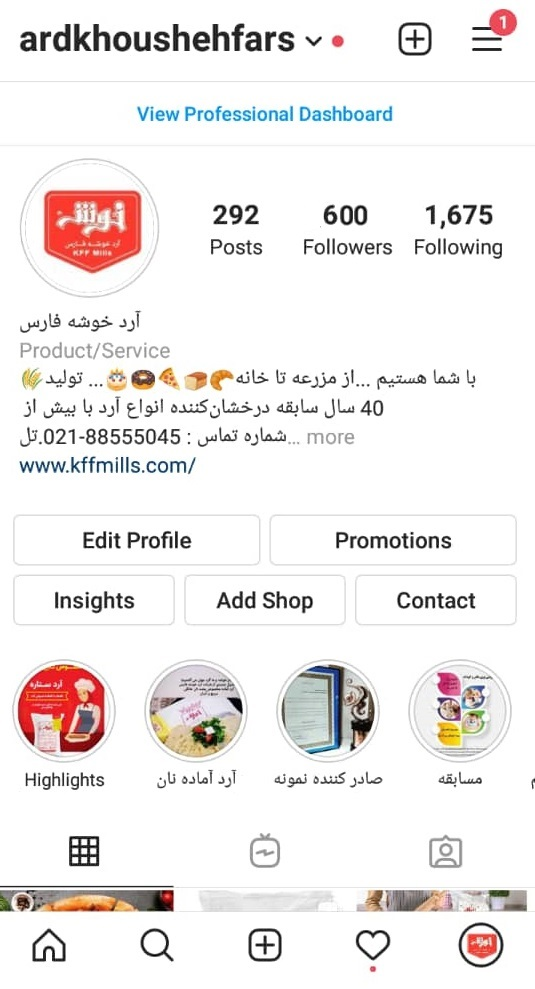 ardkhoushehfars
1
View Professional Dashboard
خوشه
آرد خوشه فارس
KFF Mills
292 600 1,675
Posts Followers Following
آرد خوشه فارس
Product/Service
با شما هستیم ...از مزرعه تا خانه🥐🍞🍕🍩🎂... تولید🌾
40 سال سابقه درخشان‌کننده انواع آرد با بیش از
شماره تماس : 88555045-021.تل... more
www.kffmills.com/
Edit Profile Promotions
Insights Add Shop Contact
آرد ستاره
Highlights آرد آماده نان صادر کننده نمونه مسابقه